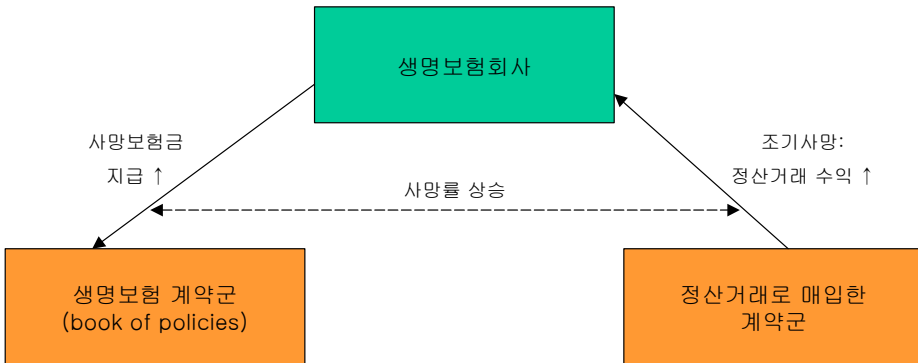 생명보험회사
사망보험금
지급 ↑
조기사망:
정산거래 수익 ↑
사망률 상승
생명보험 계약군
(book of policies)
정산거래로 매입한
계약군